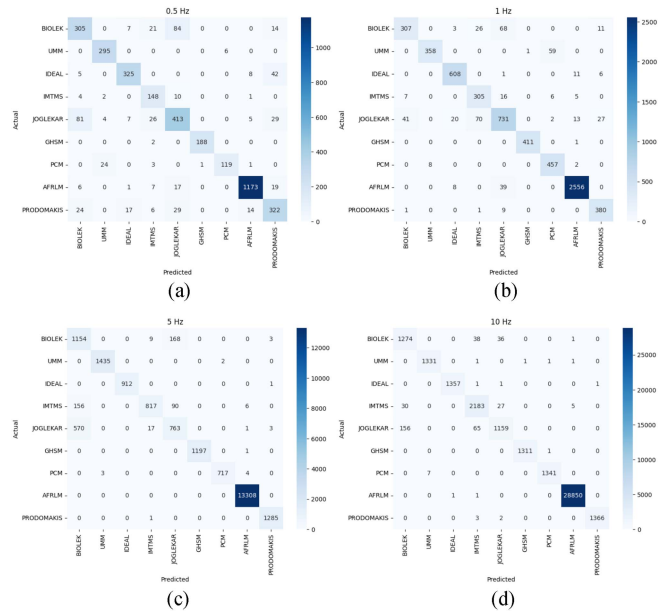 0.5 Hz
BIOLEK 305 0 7 21 84 0 0 0 14
UMM 0 295 0 0 0 0 6 0 0
IDEAL 5 0 325 0 0 0 0 8 42
IMTMS 4 2 0 148 10 0 0 1 0
JOGLEKAR 81 4 7 26 413 0 0 5 29
GHSM 0 0 0 2 0 188 0 0 0
PCM 0 24 0 3 0 1 119 1 0
AFRLM 6 0 1 7 17 0 0 1173 19
PRODOMAKIS 24 0 17 6 29 0 0 14 322
Actual
BIOLEK UMM IDEAL IMTMS JOGLEKAR GHSM PCM AFRLM PRODOMAKIS
Predicted
1000
800
600
400
200
0
(a)
1 Hz
BIOLEK 307 0 3 26 68 0 0 0 11
UMM 0 358 0 0 0 1 59 0 0
IDEAL 0 0 608 0 1 0 0 11 6
IMTMS 7 0 0 305 16 0 6 5 0
JOGLEKAR 41 0 20 70 731 0 2 13 27
GHSM 0 0 0 0 0 411 0 1 0
PCM 0 8 0 0 0 0 457 2 0
AFRLM 0 0 8 0 39 0 0 2556 0
PRODOMAKIS 1 0 0 1 9 0 0 0 380
Actual
BIOLEK UMM IDEAL IMTMS JOGLEKAR GHSM PCM AFRLM PRODOMAKIS
Predicted
2500
2000
1500
1000
500
0
(b)
5 Hz
BIOLEK 1154 0 0 9 168 0 0 0 3
UMM 0 1435 0 0 0 0 2 0 0
IDEAL 0 0 912 0 0 0 0 0 1
IMTMS 156 0 0 817 90 0 0 6 0
JOGLEKAR 570 0 0 17 763 0 0 1 3
GHSM 0 0 0 0 0 1197 0 1 0
PCM 0 3 0 0 0 0 717 4 0
AFRLM 0 0 0 0 0 0 0 13308 0
PRODOMAKIS 0 0 0 1 0 0 0 0 1285
Actual
BIOLEK UMM IDEAL IMTMS JOGLEKAR GHSM PCM AFRLM PRODOMAKIS
Predicted
12000
10000
8000
6000
4000
2000
0
(c)
10 Hz
BIOLEK 1274 0 0 38 36 0 0 1 0
UMM 0 1331 0 0 1 1 1 0 0
IDEAL 0 0 1357 1 1 0 0 0 1
IMTMS 30 0 0 2183 27 0 0 5 0
JOGLEKAR 156 0 0 65 1159 0 0 0 0
GHSM 0 0 0 0 0 1311 1 0 0
PCM 0 7 0 0 0 0 1341 0 0
AFRLM 0 0 1 0 1 0 0 28850 0
PRODOMAKIS 0 0 0 3 2 0 0 0 1366
Actual
BIOLEK UMM IDEAL IMTMS JOGLEKAR GHSM PCM AFRLM PRODOMAKIS
Predicted
25000
20000
15000
10000
5000
0
(d)